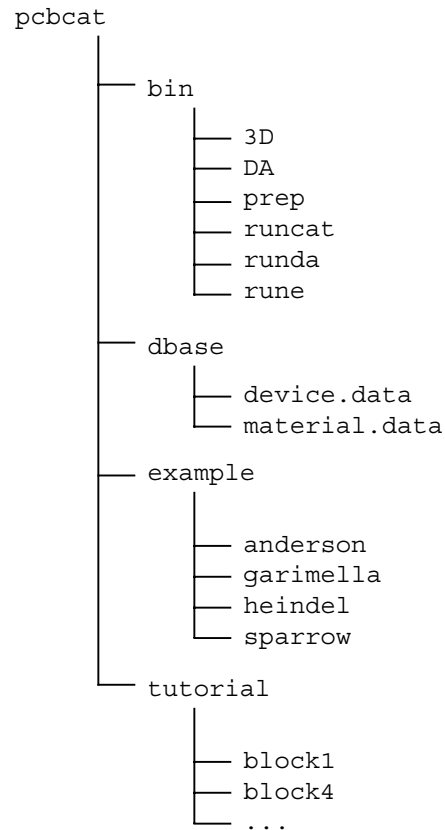 pcbcat
bin
3D
DA
prep
runcat
runda
rune
dbase
device.data
material.data
example
anderson
garimella
heindel
sparrow
tutorial
block1
block4
...